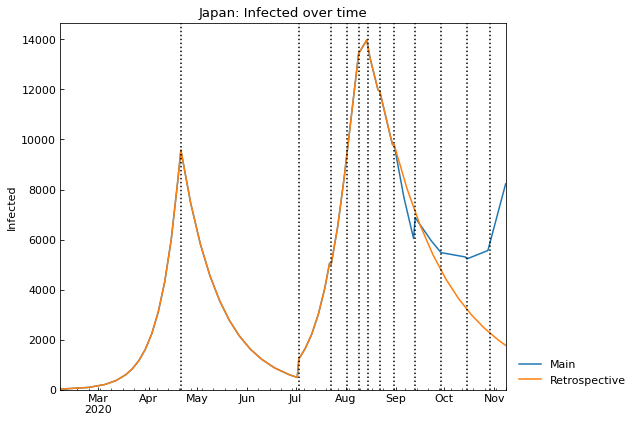 Japan: Infected over time
Infected
14000
12000
10000
8000
6000
4000
2000
0
Mar Apr May Jun Jul Aug Sep Oct Nov
2020
Main
Retrospective